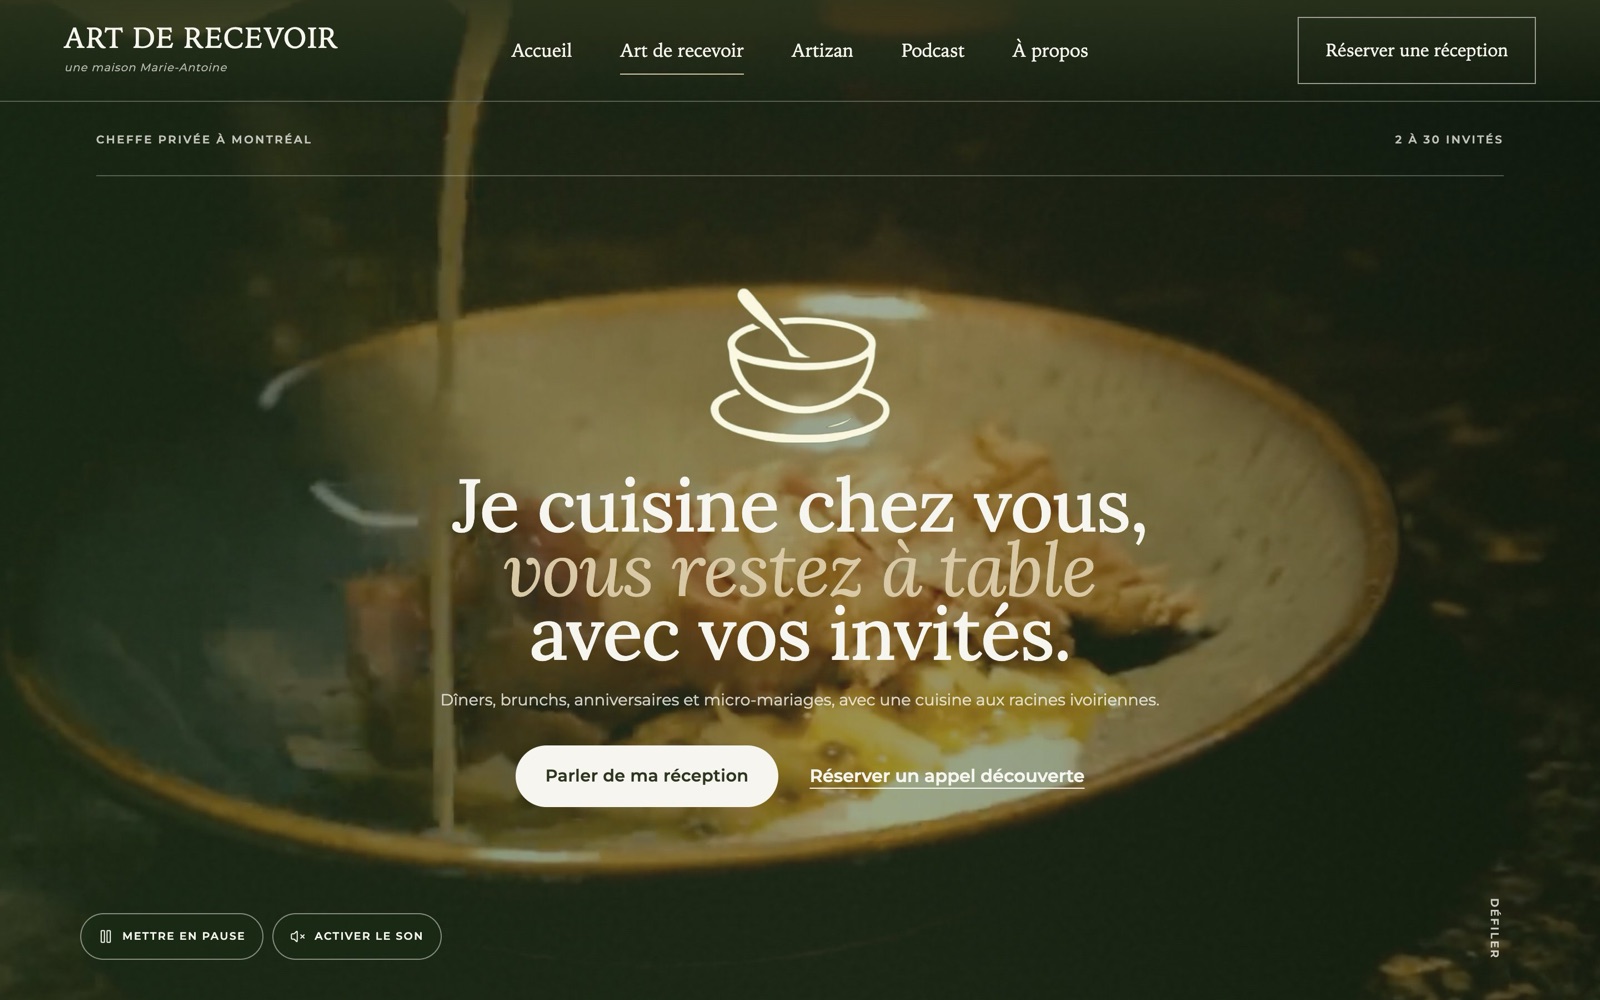 ART DE RECEVOIR
une maison Marie-Antoine
Accueil
Art de recevoir
Artizan
Podcast
À propos
Réserver une réception
CHEFFE PRIVÉE À MONTRÉAL
2 À 30 INVITÉS
Je cuisine chez vous,
vous restez à table
avec vos invités.
Dîners, brunchs, anniversaires et micro-mariages, avec une cuisine aux racines ivoiriennes.
Parler de ma réception
Réserver un appel découverte
METTRE EN PAUSE
ACTIVER LE SON
DÉFILER